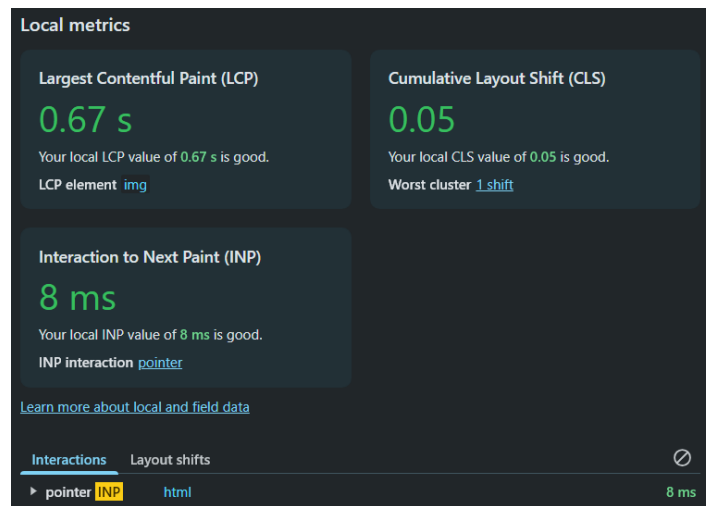 Local metrics
Largest Contentful Paint (LCP)
0.67 s
Your local LCP value of 0.67 s is good.
LCP element img
Cumulative Layout Shift (CLS)
0.05
Your local CLS value of 0.05 is good.
Worst cluster 1 shift
Interaction to Next Paint (INP)
8 ms
Your local INP value of 8 ms is good.
INP interaction pointer
Learn more about local and field data
Interactions Layout shifts
pointer INP html 8 ms